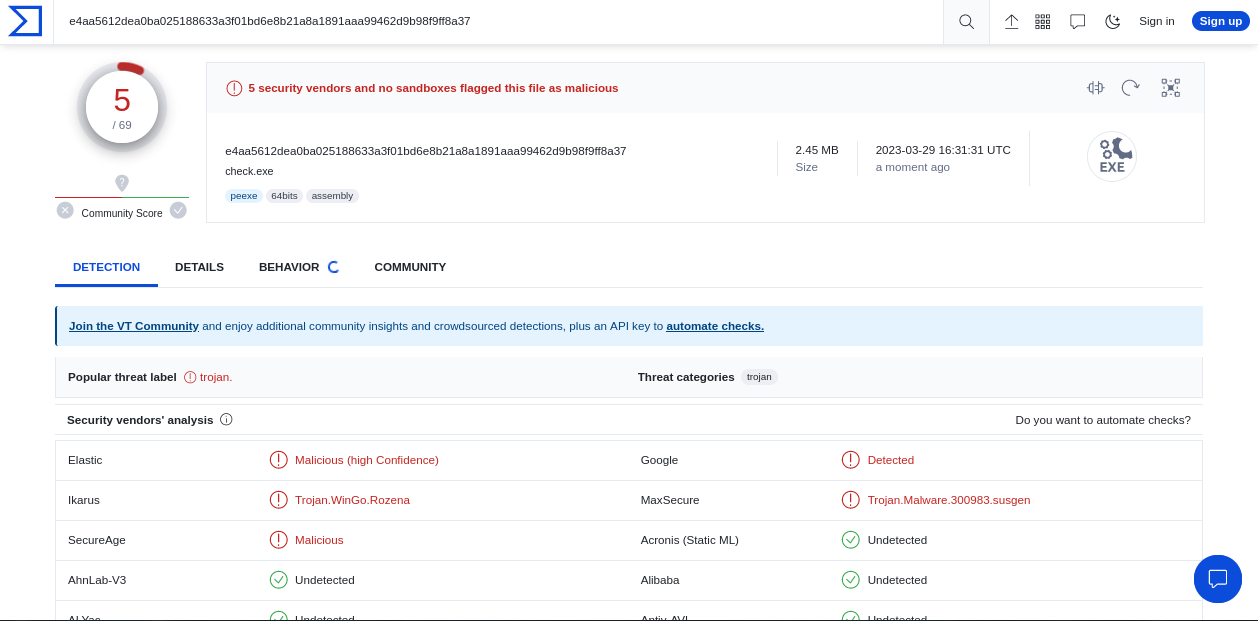 e4aa5612dea0ba025188633a3f01bd6e8b21a8a1891aaa99462d9b98f9ff8a37
Sign in
Sign up
5
/ 69
5 security vendors and no sandboxes flagged this file as malicious
e4aa5612dea0ba025188633a3f01bd6e8b21a8a1891aaa99462d9b98f9ff8a37
check.exe
peexe 64bits assembly
2.45 MB
Size
2023-03-29 16:31:31 UTC
a moment ago
EXE
?
Community Score
DETECTION DETAILS BEHAVIOR COMMUNITY
Join the VT Community and enjoy additional community insights and crowdsourced detections, plus an API key to automate checks.
Popular threat label trojan. Threat categories trojan
Security vendors' analysis Do you want to automate checks?
Elastic Malicious (high Confidence) Google Detected
Ikarus Trojan.WinGo.Rozena MaxSecure Trojan.Malware.300983.susgen
SecureAge Malicious Acronis (Static ML) Undetected
AhnLab-V3 Undetected Alibaba Undetected
ALYac Undetected Antiy-AVL Undetected